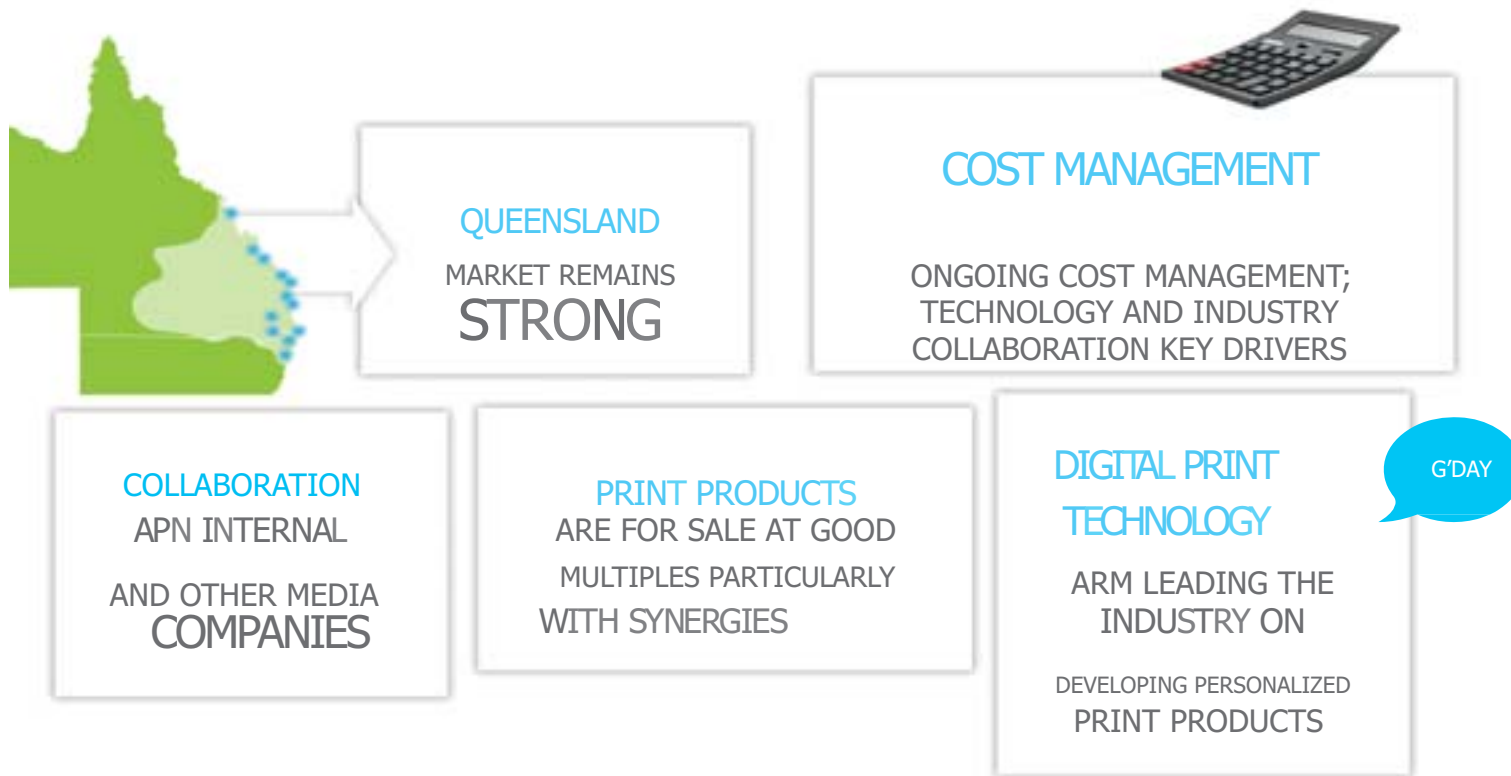 QUEENSLAND
MARKET REMAINS
STRONG
COST MANAGEMENT
ONGOING COST MANAGEMENT;
TECHNOLOGY AND INDUSTRY
COLLABORATION KEY DRIVERS
COLLABORATION
APN INTERNAL
AND OTHER MEDIA
COMPANIES
PRINT PRODUCTS
ARE FOR SALE AT GOOD
MULTIPLES PARTICULARLY
WITH SYNERGIES
DIGITAL PRINT
TECHNOLOGY
ARM LEADING THE
INDUSTRY ON
DEVELOPING PERSONALIZED
PRINT PRODUCTS
G'DAY